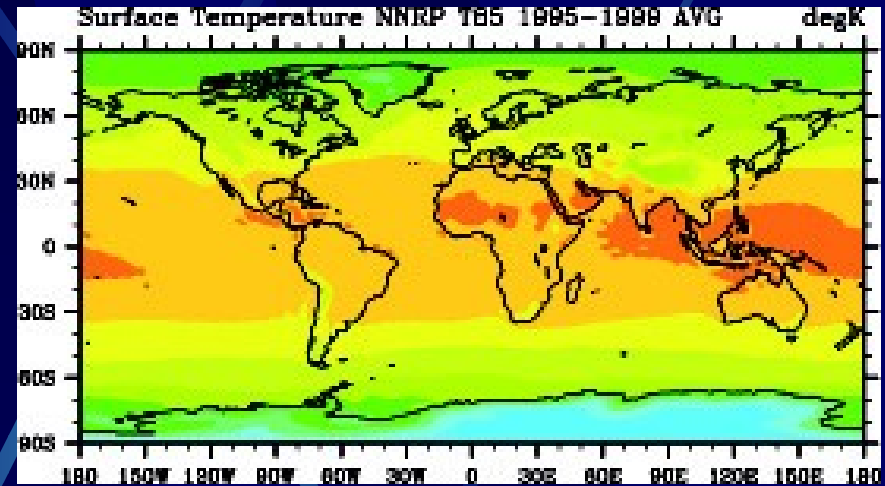 Surface Temperature NNRP T85 1995-1999 AVG degK
90N
60N
30N
0
30S
60S
90S
180 150W 120W 90W 60W 30W 0 30E 60E 90E 120E 150E 180